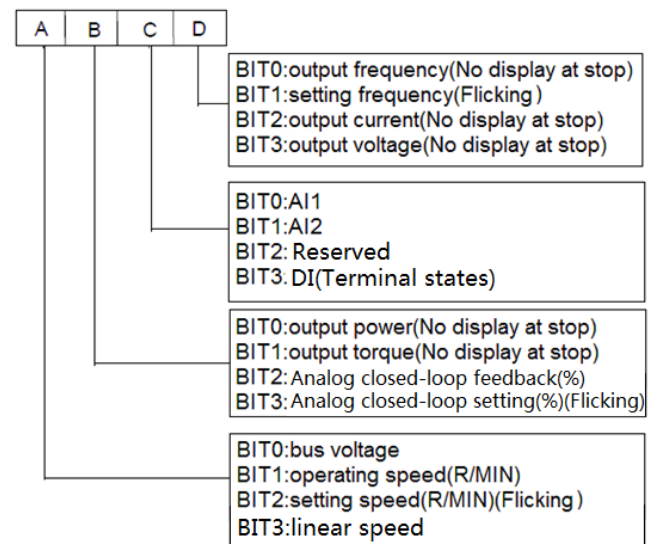 A B C D
BIT0:output frequency(No display at stop)
BIT1:setting frequency(Flicking)
BIT2:output current(No display at stop)
BIT3:output voltage(No display at stop)
BIT0:AI1
BIT1:AI2
BIT2: Reserved
BIT3: DI(Terminal states)
BIT0:output power(No display at stop)
BIT1:output torque(No display at stop)
BIT2: Analog closed-loop feedback(%)
BIT3: Analog closed-loop setting(%)(Flicking)
BIT0:bus voltage
BIT1:operating speed(R/MIN)
BIT2:setting speed(R/MIN)(Flicking)
BIT3:linear speed